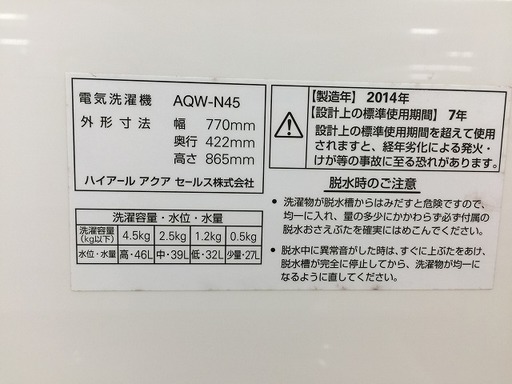 電気洗濯機 AQW-N45
外形寸法 幅 770mm
奥行 422mm
高さ 865mm
ハイアール アクア セールス株式会社
洗濯容量・水位・水量
洗濯容量(kg以下) 4.5kg 2.5kg 1.2kg 0.5kg
水位・水量 高・46L 中・39L 低・32L 少量・27L
【製造年】2014年
【設計上の標準使用期間】7年
設計上の標準使用期間を超えて使用
されますと、経年劣化による発火・
けが等の事故に至る恐れがあります。
脱水時のご注意
・洗濯物が脱水槽からはみだすと危険ですので、
均一に入れ、量の多少にかかわらず必ず付属の
脱水おさえぶたを確実にはめこんでください。
・脱水中に異常音がした時は、すぐに上ぶたをあけ、
脱水槽が完全に停止してから、洗濯物が均一に
なるように直してください。